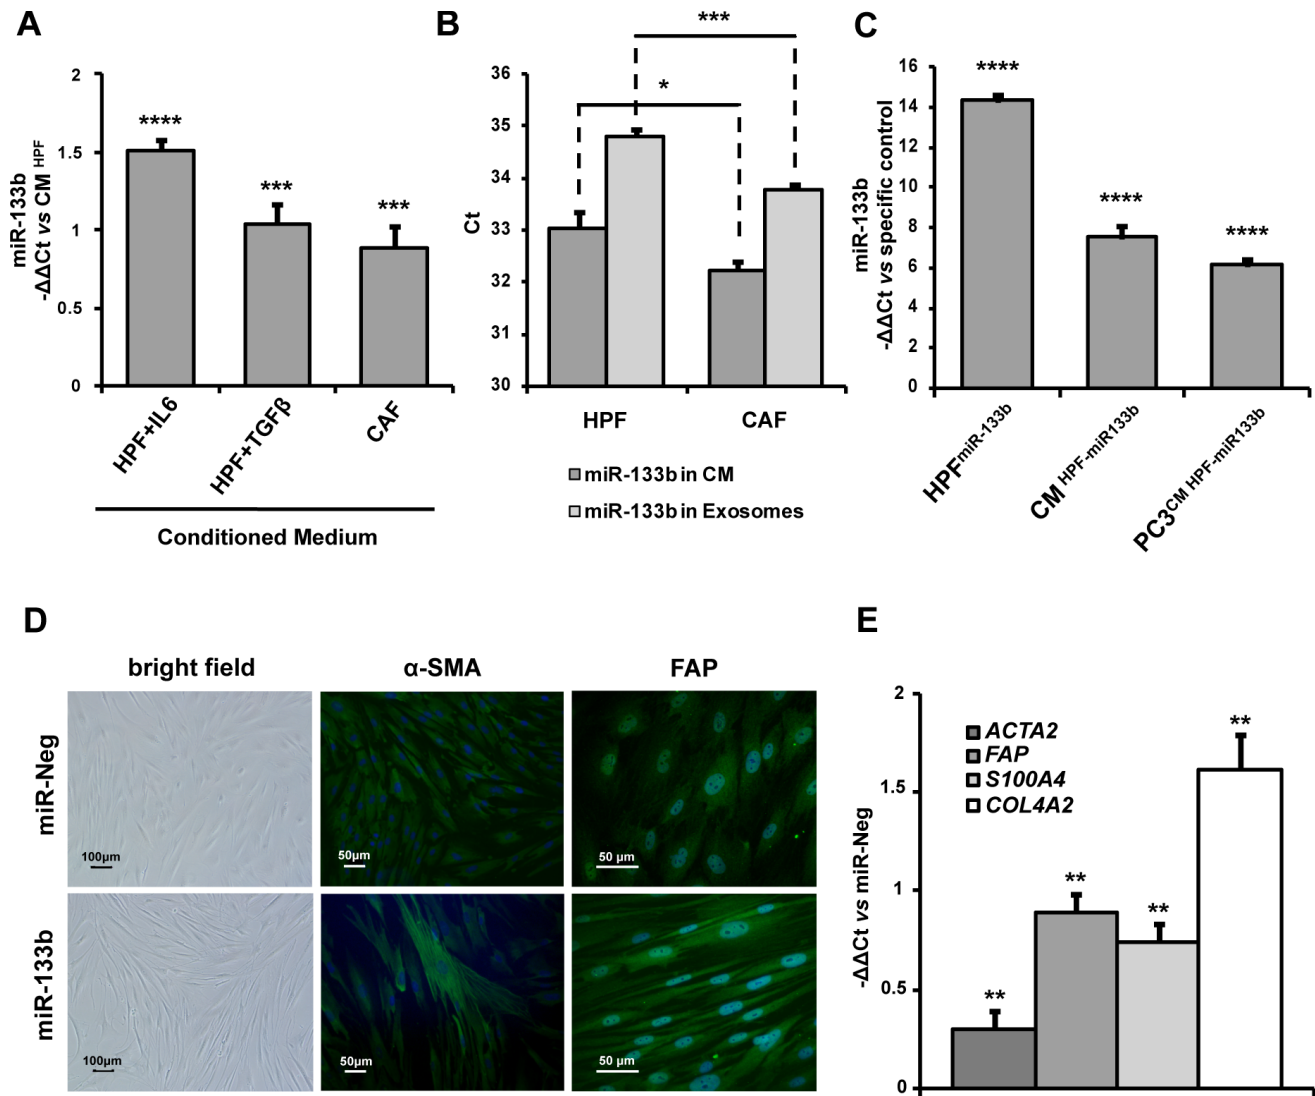 A
miR-133b
-ΔΔCt vs CM HPF
2
1.5
1
0.5
0
****
***
***
HPF+IL6
HPF+TGFβ
CAF
Conditioned Medium
B
Ct
36
35
34
33
32
31
30
***
*
HPF
CAF
miR-133b in CM
miR-133b in Exosomes
C
miR-133b
-ΔΔCt vs specific control
16
14
12
10
8
6
4
2
0
****
****
****
HPFmiR-133b
CM HPF-miR133b
PC3CM HPF-miR133b
D
bright field
α-SMA
FAP
miR-Neg
100µm
50µm
50 µm
miR-133b
100µm
50µm
50 µm
E
-ΔΔCt vs miR-Neg
2
1.5
1
0.5
0
ACTA2
FAP
S100A4
COL4A2
**
**
**
**